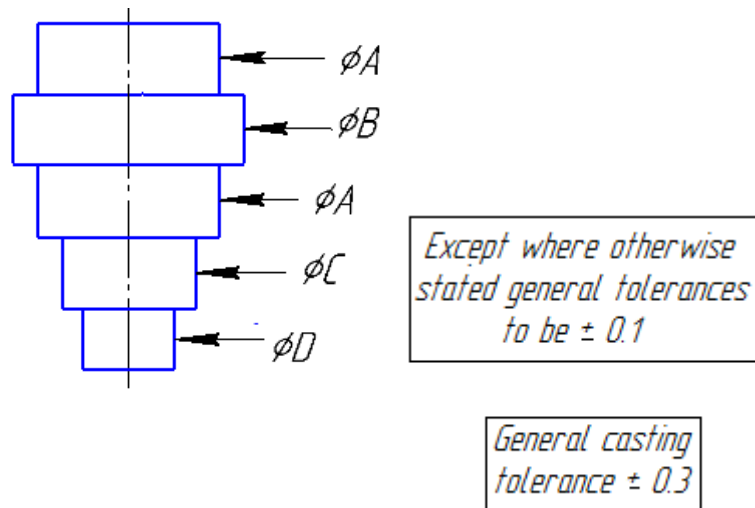 ϕA
ϕB
ϕA
ϕC
ϕD
Except where otherwise
stated general tolerances
to be ± 0.1
General casting
tolerance ± 0.3